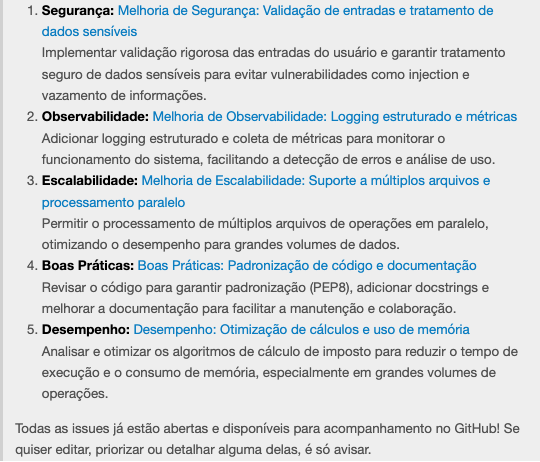 1. Segurança: Melhoria de Segurança: Validação de entradas e tratamento de
dados sensíveis
Implementar validação rigorosa das entradas do usuário e garantir tratamento
seguro de dados sensíveis para evitar vulnerabilidades como injection e
vazamento de informações.
2. Observabilidade: Melhoria de Observabilidade: Logging estruturado e métricas
Adicionar logging estruturado e coleta de métricas para monitorar o
funcionamento do sistema, facilitando a detecção de erros e análise de uso.
3. Escalabilidade: Melhoria de Escalabilidade: Suporte a múltiplos arquivos e
processamento paralelo
Permitir o processamento de múltiplos arquivos de operações em paralelo,
otimizando o desempenho para grandes volumes de dados.
4. Boas Práticas: Boas Práticas: Padronização de código e documentação
Revisar o código para garantir padronização (PEP8), adicionar docstrings e
melhorar a documentação para facilitar a manutenção e colaboração.
5. Desempenho: Desempenho: Otimização de cálculos e uso de memória
Analisar e otimizar os algoritmos de cálculo de imposto para reduzir o tempo de
execução e o consumo de memória, especialmente em grandes volumes de
operações.
Todas as issues já estão abertas e disponíveis para acompanhamento no GitHub! Se
quiser editar, priorizar ou detalhar alguma delas, é só avisar.